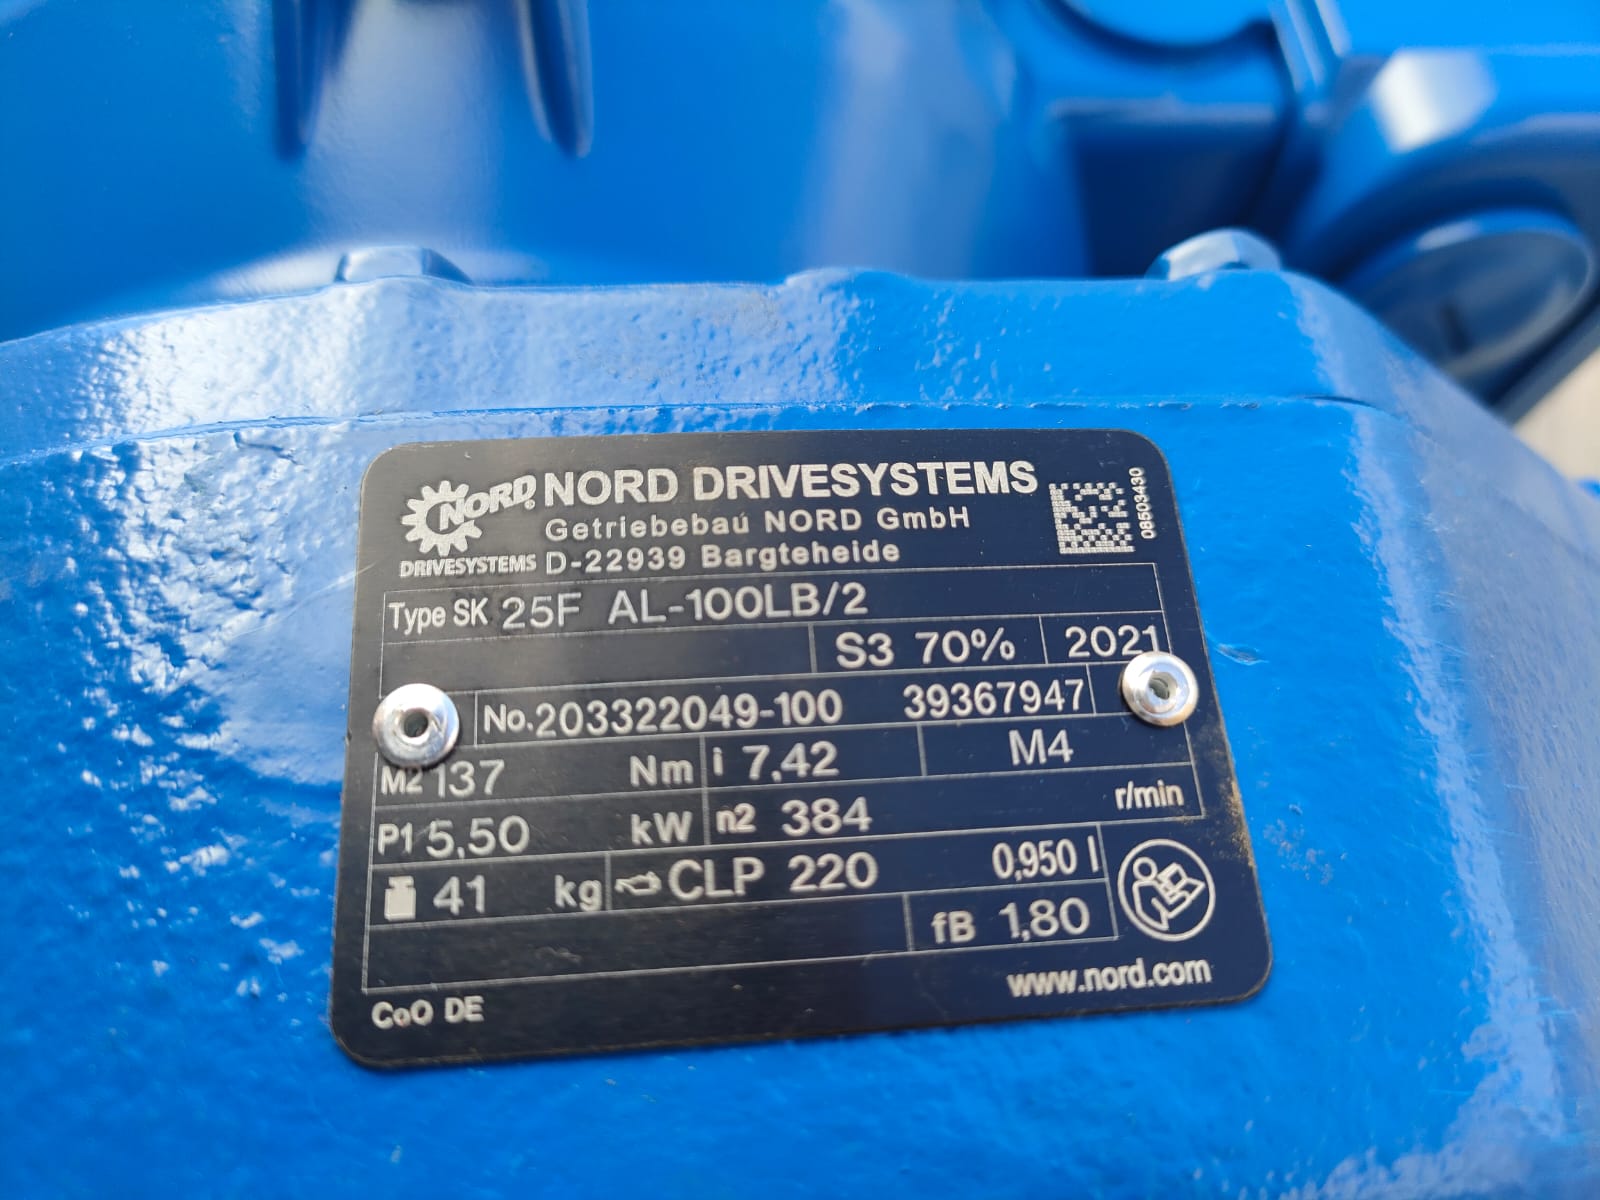 NORD®
DRIVESYSTEMS
NORD DRIVESYSTEMS
Getriebebau NORD GmbH
D-22939 Bargteheide
08503430
Type SK 25F AL-100LB/2
S3 70% 2021
No. 203322049-100 39367947
M2 137 Nm i 7,42 M4
P1 5,50 kW n2 384 r/min
41 kg CLP 220 0,950 l
fB 1,80
www.nord.com
CoO DE